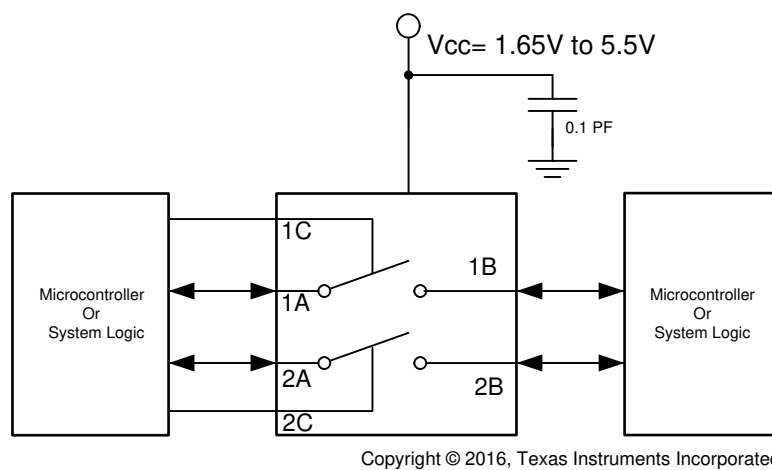 Vcc= 1.65V to 5.5V
0.1 PF
1C
1B
1A
Microcontroller
Or
System Logic
Microcontroller
Or
System Logic
2A
2B
2C
Copyright © 2016, Texas Instruments Incorporated